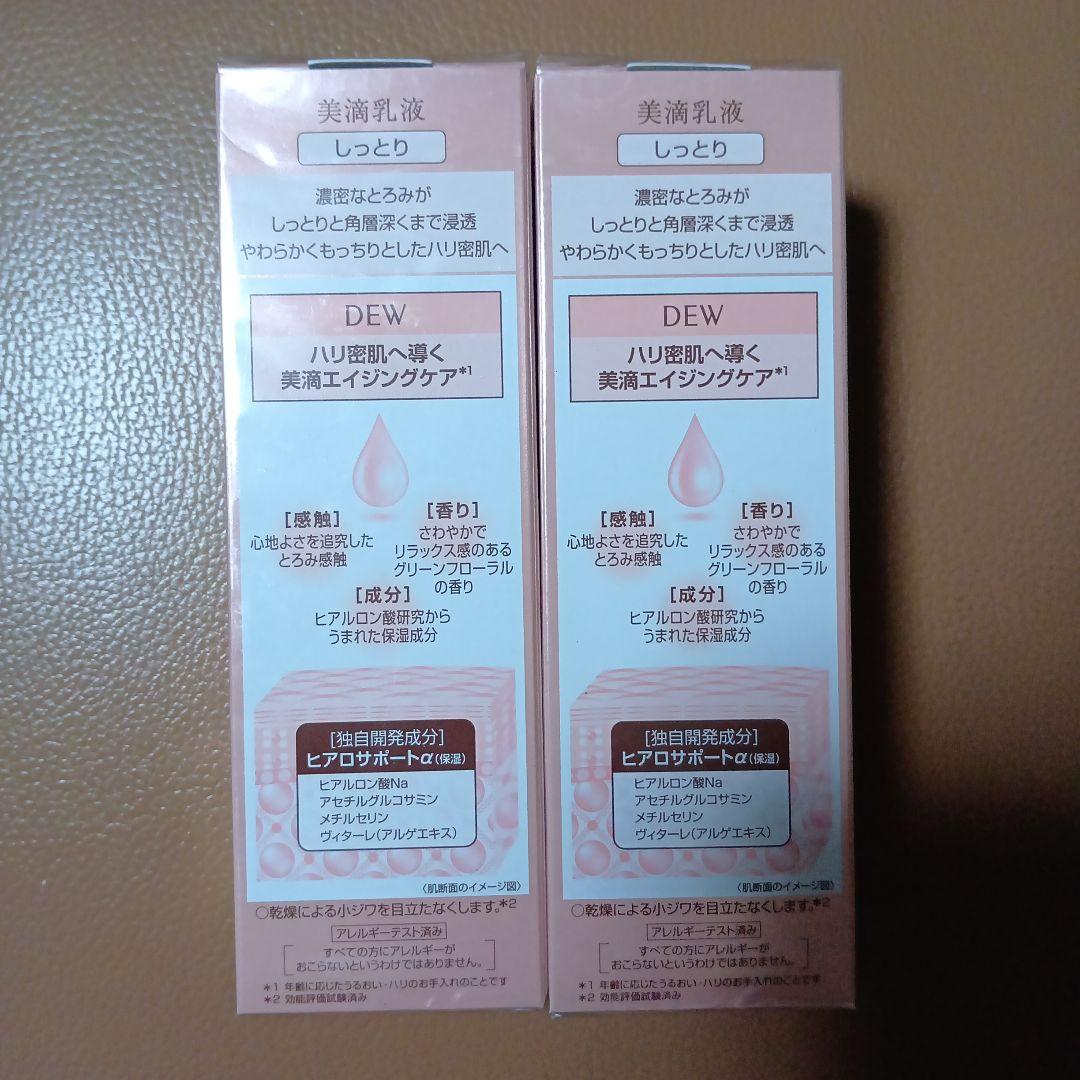 美滴乳液
しっとり
濃密なとろみが
しっとりと角層深くまで浸透
やわらかくもっちりとしたハリ密肌へ
DEW
ハリ密肌へ導く
美滴エイジングケア*1
[感触]
心地よさを追究した
とろみ感触
[香り]
さわやかで
リラックス感のある
グリーンフローラル
の香り
[成分]
ヒアルロン酸研究から
うまれた保湿成分
[独自開発成分]
ヒアロサポートα(保湿)
ヒアルロン酸Na
アセチルグルコサミン
メチルセリン
ヴィターレ(アルゲエキス)
〈肌断面のイメージ図〉
○乾燥による小ジワを目立たなくします。*2
アレルギーテスト済み
すべての方にアレルギーが
おこらないというわけではありません。
*1 年齢に応じたうるおい・ハリのお手入れのことです
*2 効能評価試験済み
美滴乳液
しっとり
濃密なとろみが
しっとりと角層深くまで浸透
やわらかくもっちりとしたハリ密肌へ
DEW
ハリ密肌へ導く
美滴エイジングケア*1
[感触]
心地よさを追究した
とろみ感触
[香り]
さわやかで
リラックス感のある
グリーンフローラル
の香り
[成分]
ヒアルロン酸研究から
うまれた保湿成分
[独自開発成分]
ヒアロサポートα(保湿)
ヒアルロン酸Na
アセチルグルコサミン
メチルセリン
ヴィターレ(アルゲエキス)
〈肌断面のイメージ図〉
○乾燥による小ジワを目立たなくします。*2
アレルギーテスト済み
すべての方にアレルギーが
おこらないというわけではありません。
*1 年齢に応じたうるおい・ハリのお手入れのことです
*2 効能評価試験済み